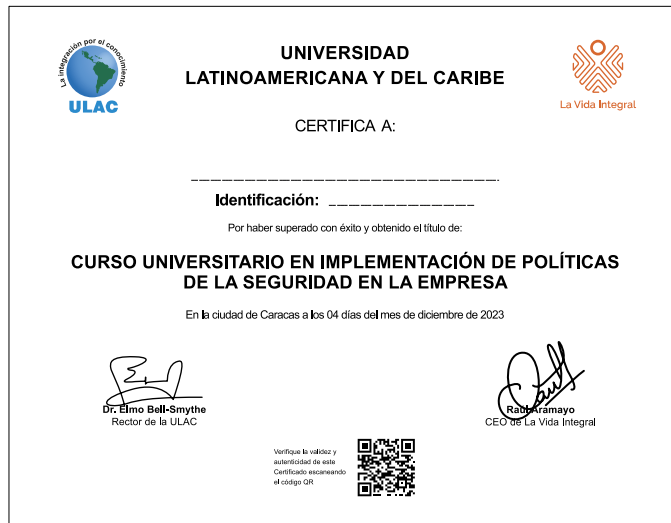 La integración por el conocimiento
ULAC
UNIVERSIDAD
LATINOAMERICANA Y DEL CARIBE
La Vida Integral
CERTIFICA A:
Identificación:
Por haber superado con éxito y obtenido el título de:
CURSO UNIVERSITARIO EN IMPLEMENTACIÓN DE POLÍTICAS
DE LA SEGURIDAD EN LA EMPRESA
En la ciudad de Caracas a los 04 días del mes de diciembre de 2023
Dr. Elmo Bell-Smythe
Rector de la ULAC
Raúl Aramayo
CEO de La Vida Integral
Verifique la validez y
autenticidad de este
Certificado escaneando
el código QR